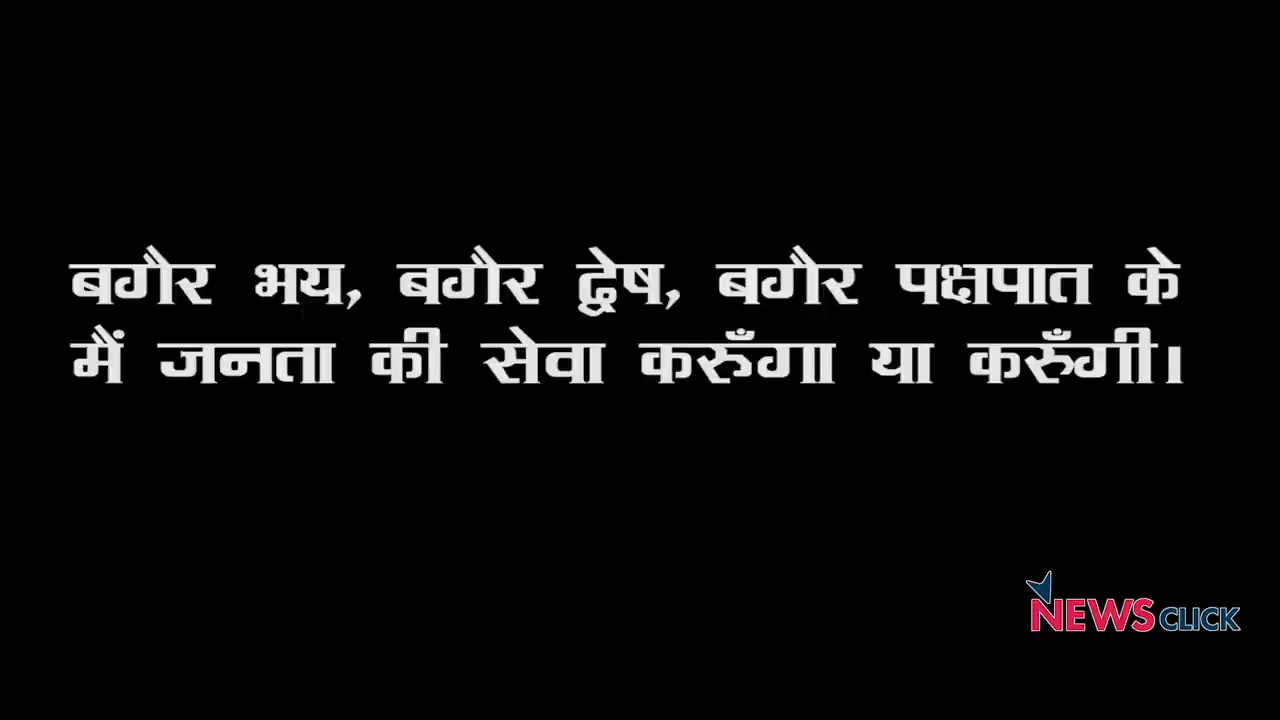 बगैर भय, बगैर द्वेष, बगैर पक्षपात के
मैं जनता की सेवा करुँगा या करुँगी।
NEWSCLICK